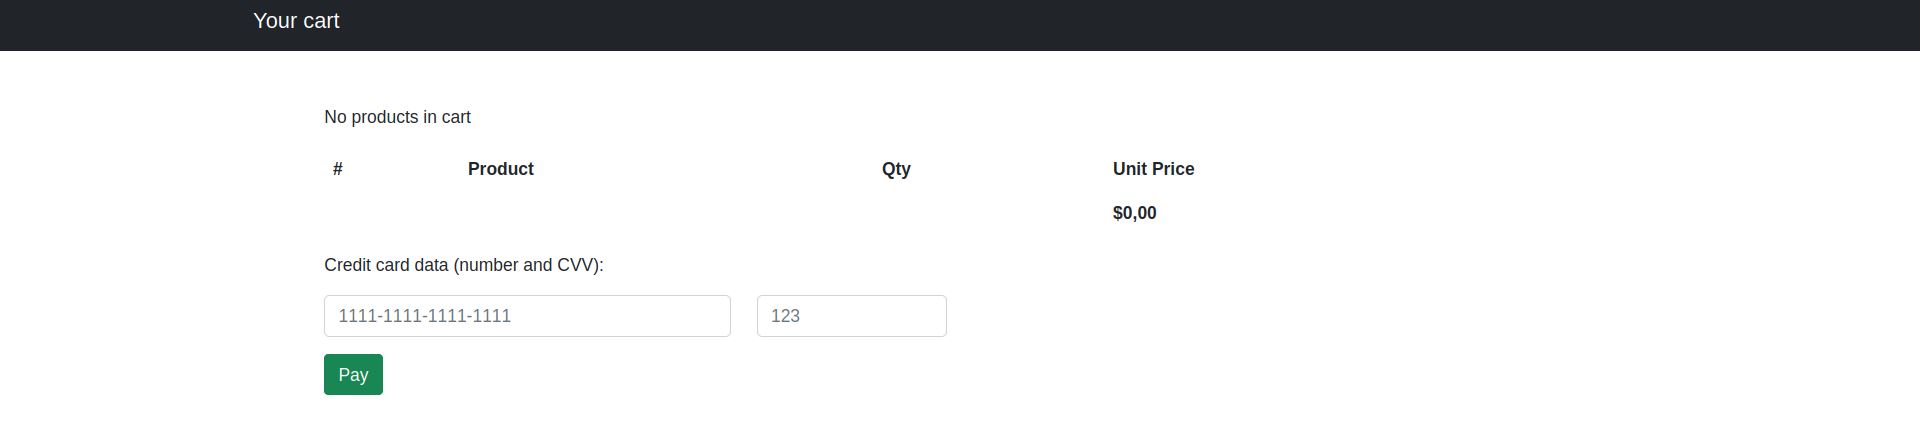 Your cart
No products in cart
# Product Qty Unit Price
$0,00
Credit card data (number and CVV):
1111-1111-1111-1111 123
Pay